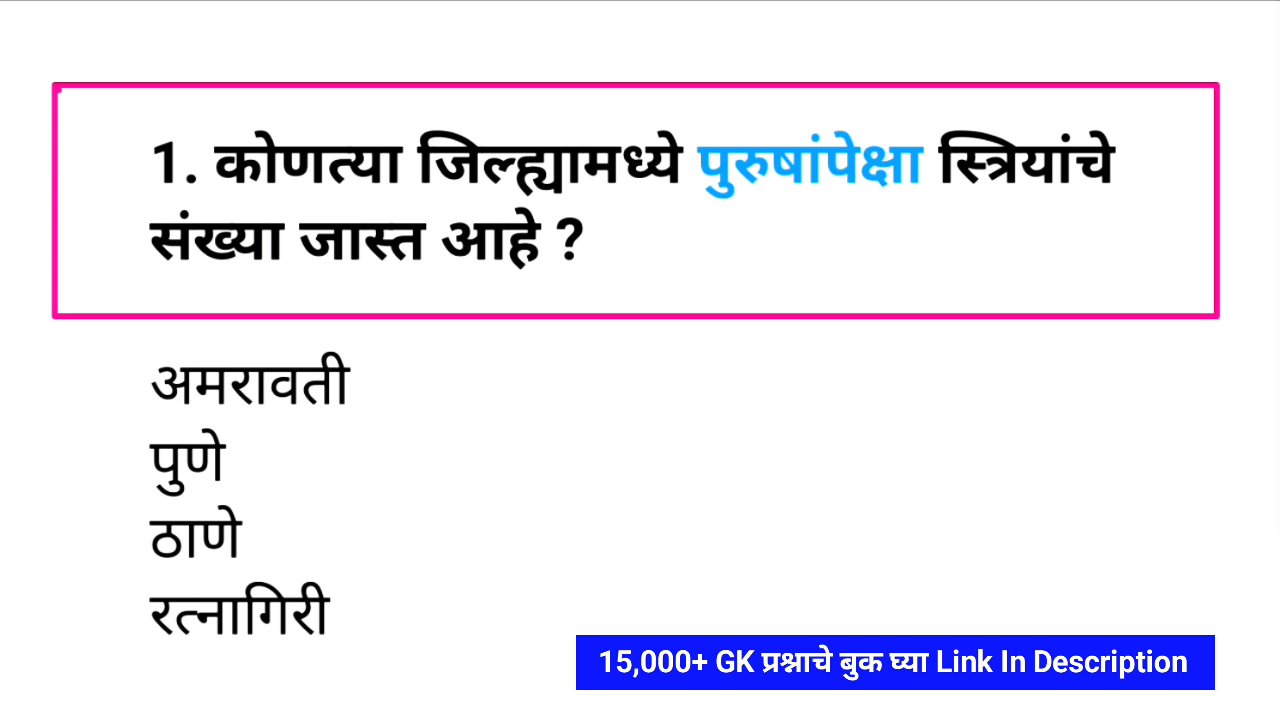 1. कोणत्या जिल्ह्यामध्ये पुरुषांपेक्षा स्त्रियांचे
संख्या जास्त आहे ?
अमरावती
पुणे
ठाणे
रत्नागिरी
15,000+ GK प्रश्नाचे बुक घ्या Link In Description